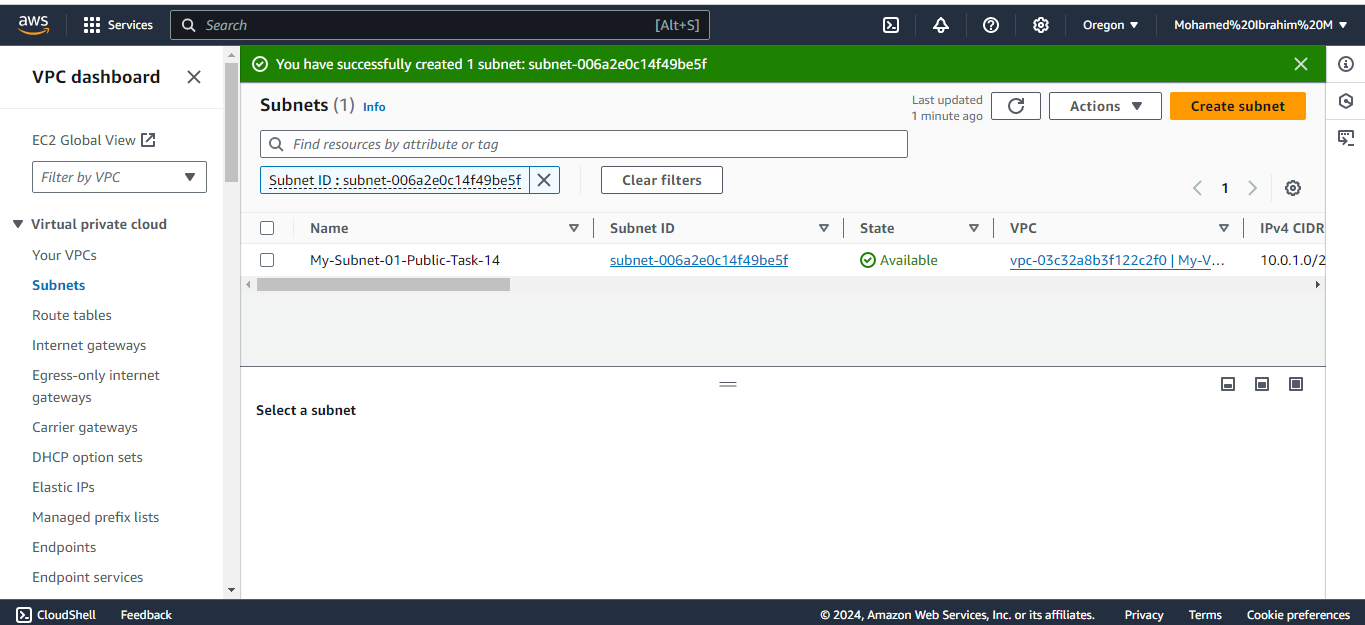 aws Services Search [Alt+S] Oregon Mohamed%20Ibrahim%20M
VPC dashboard
EC2 Global View
Filter by VPC
Virtual private cloud
Your VPCs
Subnets
Route tables
Internet gateways
Egress-only internet
gateways
Carrier gateways
DHCP option sets
Elastic IPs
Managed prefix lists
Endpoints
Endpoint services
You have successfully created 1 subnet: subnet-006a2e0c14f49be5f
Subnets (1) Info
Last updated
1 minute ago
Actions
Create subnet
Find resources by attribute or tag
Subnet ID : subnet-006a2e0c14f49be5f
Clear filters
1
Name Subnet ID State VPC IPv4 CIDR
My-Subnet-01-Public-Task-14 subnet-006a2e0c14f49be5f Available vpc-03c32a8b3f122c2f0 | My-V... 10.0.1.0/2
Select a subnet
CloudShell Feedback © 2024, Amazon Web Services, Inc. or its affiliates. Privacy Terms Cookie preferences